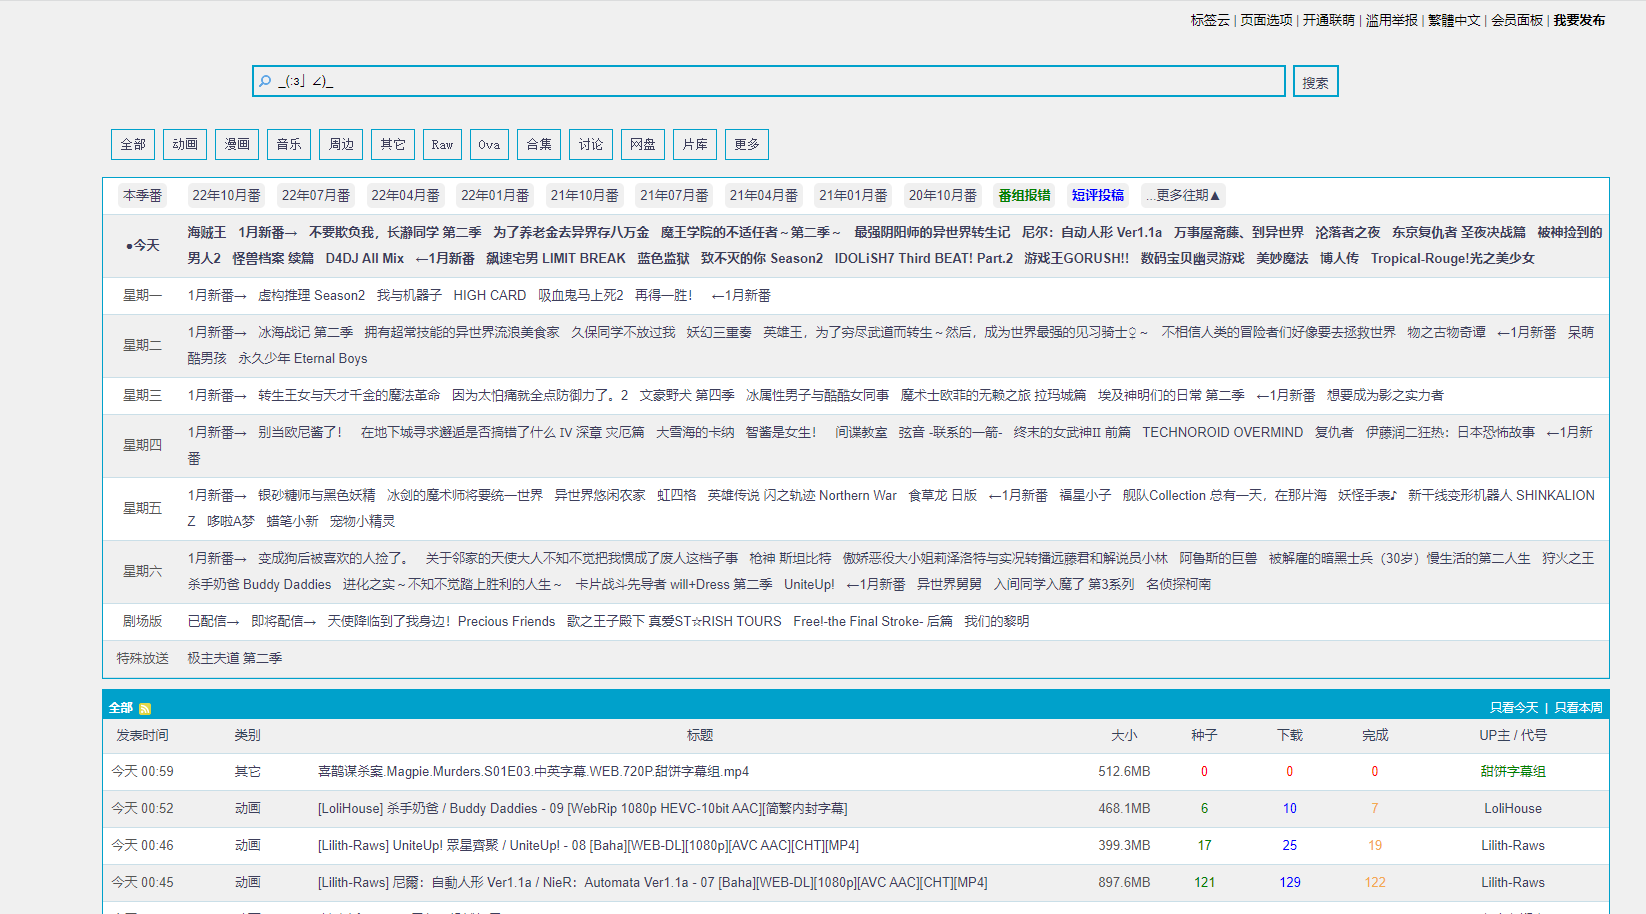 标签云 | 页面选项 | 开通联萌 | 滥用举报 | 繁體中文 | 会员面板 | 我要发布
_(:з」∠)_ 搜索
全部 动画 漫画 音乐 周边 其它 Raw Ova 合集 讨论 网盘 片库 更多
本季番 22年10月番 22年07月番 22年04月番 22年01月番 21年10月番 21年07月番 21年04月番 21年01月番 20年10月番 番组报错 短评投稿 ...更多往期▲
●今天 海贼王 1月新番→ 不要欺负我，长瀞同学 第二季 为了养老金去异界存八万金 魔王学院的不适任者～第二季～ 最强阴阳师的异世界转生记 尼尔：自动人形 Ver1.1a 万事屋斋藤、到异世界 沦落者之夜 东京复仇者 圣夜决战篇 被神捡到的
男人2 怪兽档案 续篇 D4DJ All Mix ←1月新番 飙速宅男 LIMIT BREAK 蓝色监狱 致不灭的你 Season2 IDOLiSH7 Third BEAT! Part.2 游戏王GORUSH!! 数码宝贝幽灵游戏 美妙魔法 博人传 Tropical-Rouge!光之美少女
星期一 1月新番→ 虚构推理 Season2 我与机器子 HIGH CARD 吸血鬼马上死2 再得一胜！ ←1月新番
星期二 1月新番→ 冰海战记 第二季 拥有超常技能的异世界流浪美食家 久保同学不放过我 妖幻三重奏 英雄王，为了穷尽武道而转生～然后，成为世界最强的见习骑士♀～ 不相信人类的冒险者们好像要去拯救世界 物之古物奇谭 ←1月新番 呆萌
酷男孩 永久少年 Eternal Boys
星期三 1月新番→ 转生王女与天才千金的魔法革命 因为太怕痛就全点防御力了。2 文豪野犬 第四季 冰属性男子与酷酷女同事 魔术士欧菲的无赖之旅 拉玛城篇 埃及神明们的日常 第二季 ←1月新番 想要成为影之实力者
星期四 1月新番→ 别当欧尼酱了！ 在地下城寻求邂逅是否搞错了什么 IV 深章 灾厄篇 大雪海的卡纳 智酱是女生！ 间谍教室 弦音 -联系的一箭- 终末的女武神II 前篇 TECHNOROID OVERMIND 复仇者 伊藤润二狂热：日本恐怖故事 ←1月新
番
星期五 1月新番→ 银砂糖师与黑色妖精 冰剑的魔术师将要统一世界 异世界悠闲农家 虹四格 英雄传说 闪之轨迹 Northern War 食草龙 日版 ←1月新番 福星小子 舰队Collection 总有一天，在那片海 妖怪手表♪ 新干线变形机器人 SHINKALION
Z 哆啦A梦 蜡笔小新 宠物小精灵
星期六 1月新番→ 变成狗后被喜欢的人捡了。 关于邻家的天使大人不知不觉把我惯成了废人这档子事 枪神 斯坦比特 傲娇恶役大小姐莉泽洛特与实况转播远藤君和解说员小林 阿鲁斯的巨兽 被解雇的暗黑士兵（30岁）慢生活的第二人生 狩火之王
杀手奶爸 Buddy Daddies 进化之实～不知不觉踏上胜利的人生～ 卡片战斗先导者 will+Dress 第二季 UniteUp! ←1月新番 异世界舅舅 入间同学入魔了 第3系列 名侦探柯南
剧场版 已配信→ 即将配信→ 天使降临到了我身边！Precious Friends 歌之王子殿下 真爱ST☆RISH TOURS Free!-the Final Stroke- 后篇 我们的黎明
特殊放送 极主夫道 第二季
全部 只看今天 | 只看本周
发表时间 类别 标题 大小 种子 下载 完成 UP主 / 代号
今天 00:59 其它 喜鹊谋杀案.Magpie.Murders.S01E03.中英字幕.WEB.720P.甜饼字幕组.mp4 512.6MB 0 0 0 甜饼字幕组
今天 00:52 动画 [LoliHouse] 杀手奶爸 / Buddy Daddies - 09 [WebRip 1080p HEVC-10bit AAC][简繁内封字幕] 468.1MB 6 10 7 LoliHouse
今天 00:46 动画 [Lilith-Raws] UniteUp! 眾星齊聚 / UniteUp! - 08 [Baha][WEB-DL][1080p][AVC AAC][CHT][MP4] 399.3MB 17 25 19 Lilith-Raws
今天 00:45 动画 [Lilith-Raws] 尼爾：自動人形 Ver1.1a / NieR：Automata Ver1.1a - 07 [Baha][WEB-DL][1080p][AVC AAC][CHT][MP4] 897.6MB 121 129 122 Lilith-Raws